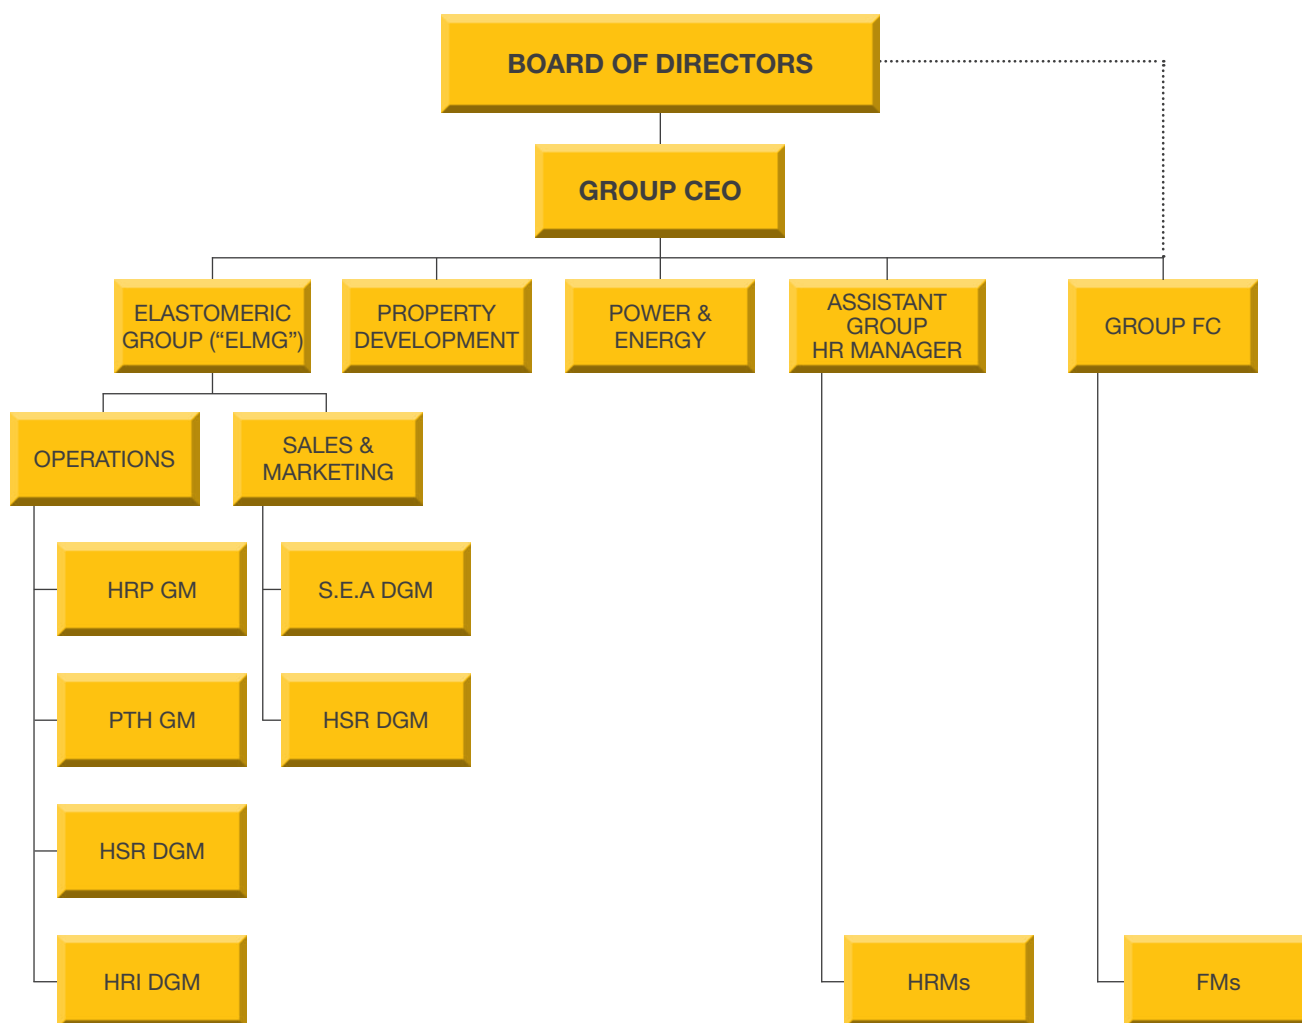 BOARD OF DIRECTORS
GROUP CEO
ELASTOMERIC
GROUP (“ELMG”)
PROPERTY
DEVELOPMENT
POWER &
ENERGY
ASSISTANT
GROUP
HR MANAGER
GROUP FC
OPERATIONS
SALES &
MARKETING
HRP GM
S.E.A DGM
PTH GM
HSR DGM
HSR DGM
HRI DGM
HRMs
FMs